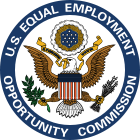 U.S. EQUAL EMPLOYMENT
OPPORTUNITY COMMISSION